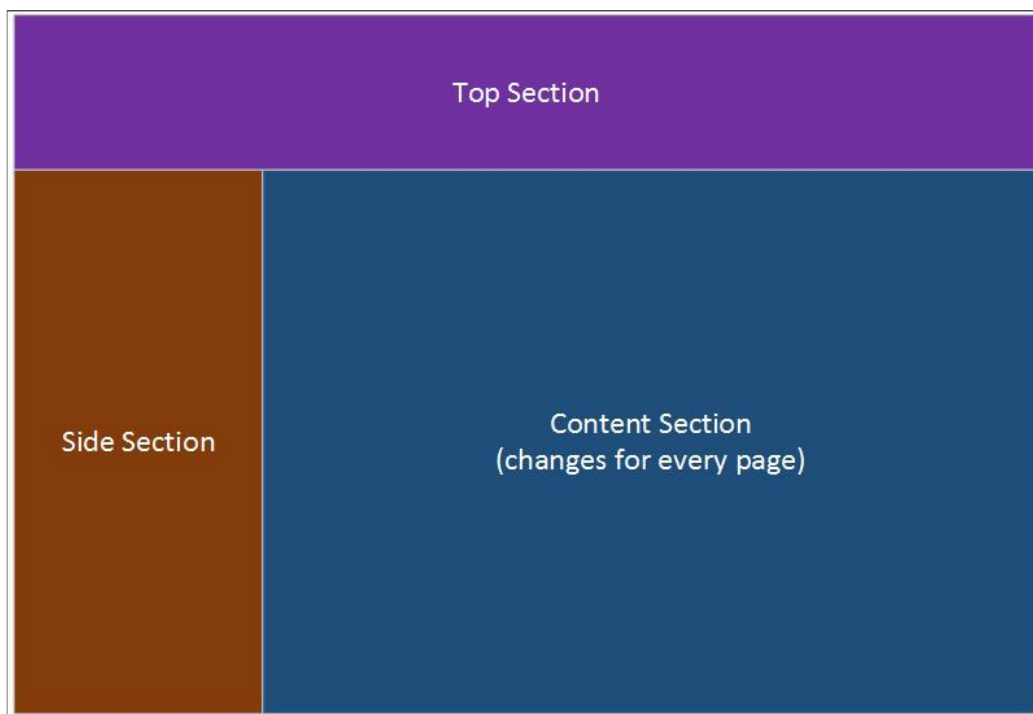 Top Section
Side Section
Content Section
(changes for every page)